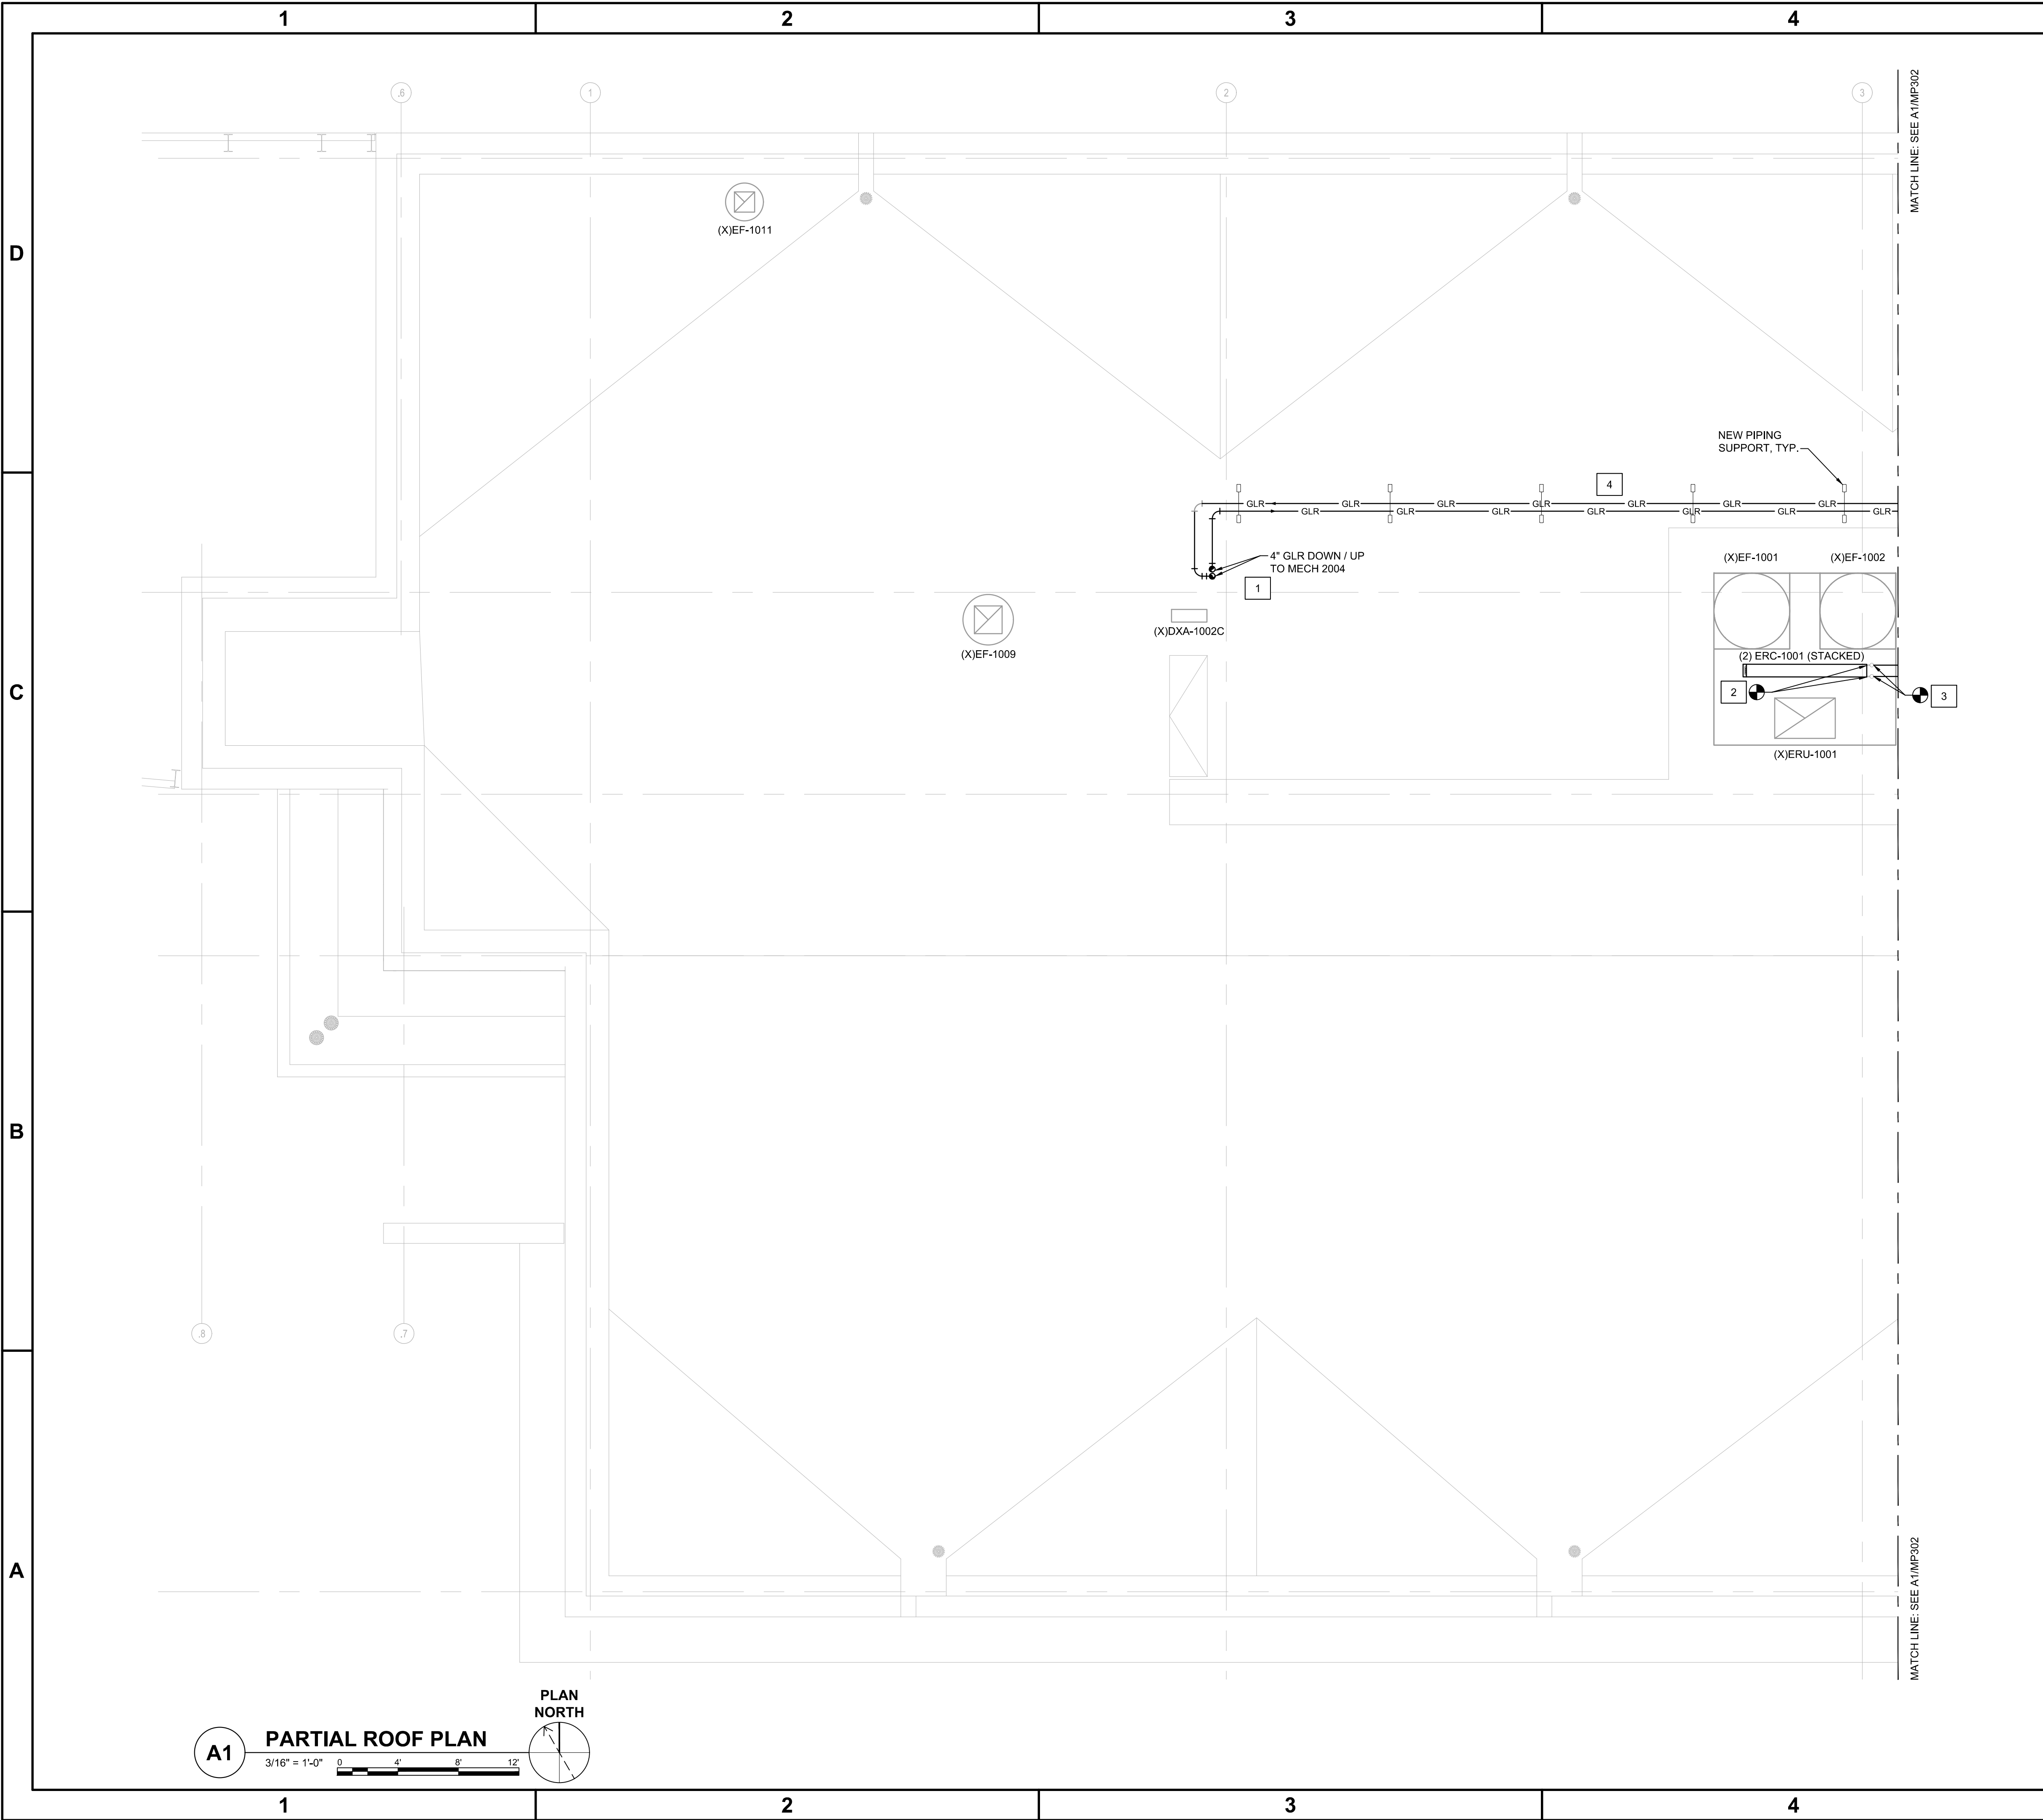 1 2 3 4
MATCH LINE: SEE A1/MP302
.6 1 2 3
D
(X)EF-1011
NEW PIPING
SUPPORT, TYP.
4
GLR GLR GLR GLR GLR GLR GLR
GLR GLR GLR GLR GLR GLR GLR
4" GLR DOWN / UP
TO MECH 2004
1
(X)EF-1001 (X)EF-1002
(X)DXA-1002C
(X)EF-1009
(2) ERC-1001 (STACKED)
C
2
3
(X)ERU-1001
B
.8 .7
A
MATCH LINE: SEE A1/MP302
PLAN
NORTH
A1
PARTIAL ROOF PLAN
3/16" = 1'-0" 0 4' 8' 12'
1 2 3 4